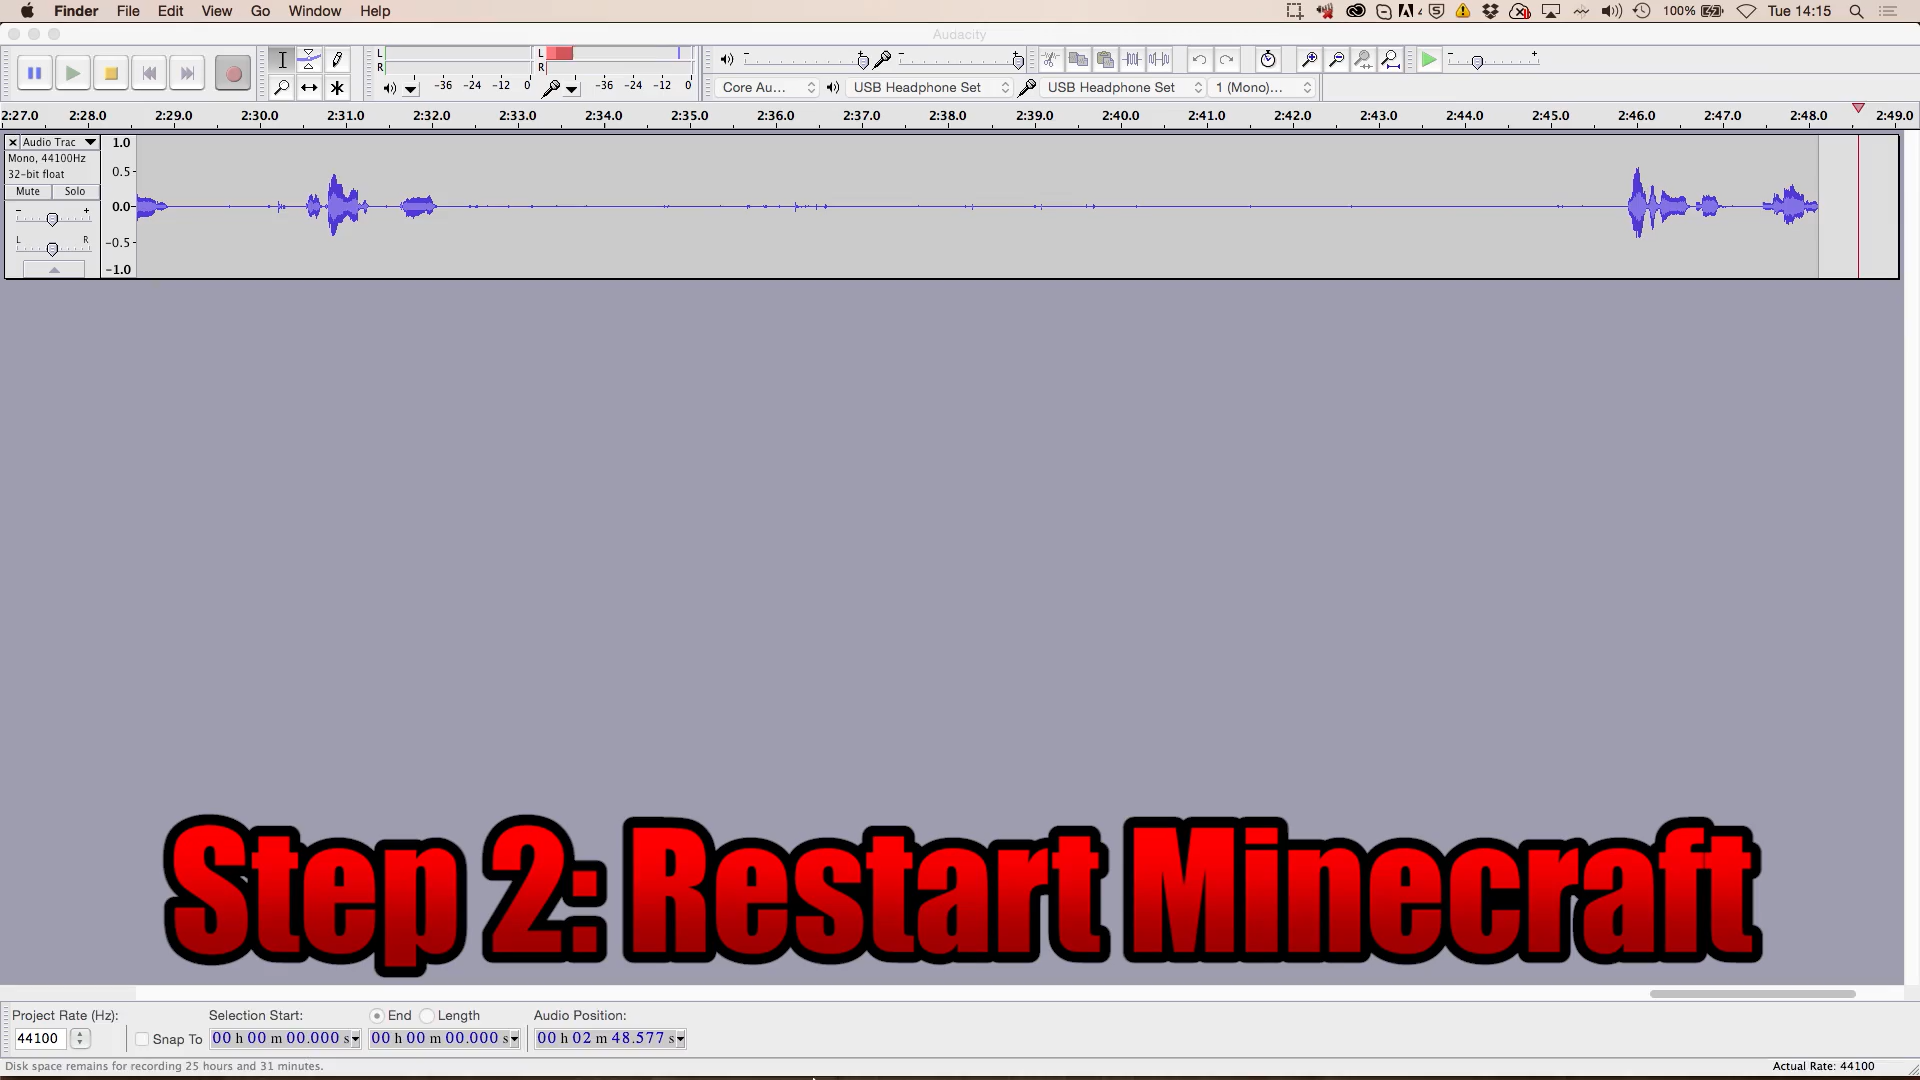 Finder File Edit View Go Window Help 4 5 100% Tue 14:15
Audacity
L
R
L
R
-36 -24 -12 0
-36 -24 -12 0
Core Au... USB Headphone Set USB Headphone Set 1 (Mono)...
2:27.0 2:28.0 2:29.0 2:30.0 2:31.0 2:32.0 2:33.0 2:34.0 2:35.0 2:36.0 2:37.0 2:38.0 2:39.0 2:40.0 2:41.0 2:42.0 2:43.0 2:44.0 2:45.0 2:46.0 2:47.0 2:48.0 2:49.0
Audio Trac
Mono, 44100Hz
32-bit float
Mute Solo
- +
L R
1.0
0.5-
0.0-
-0.5-
-1.0
Step 2: Restart Minecraft
Project Rate (Hz): Selection Start: End Length Audio Position:
44100 Snap To 00 h 00 m 00.000 s 00 h 00 m 00.000 s 00 h 02 m 48.577 s
Disk space remains for recording 25 hours and 31 minutes. Actual Rate: 44100